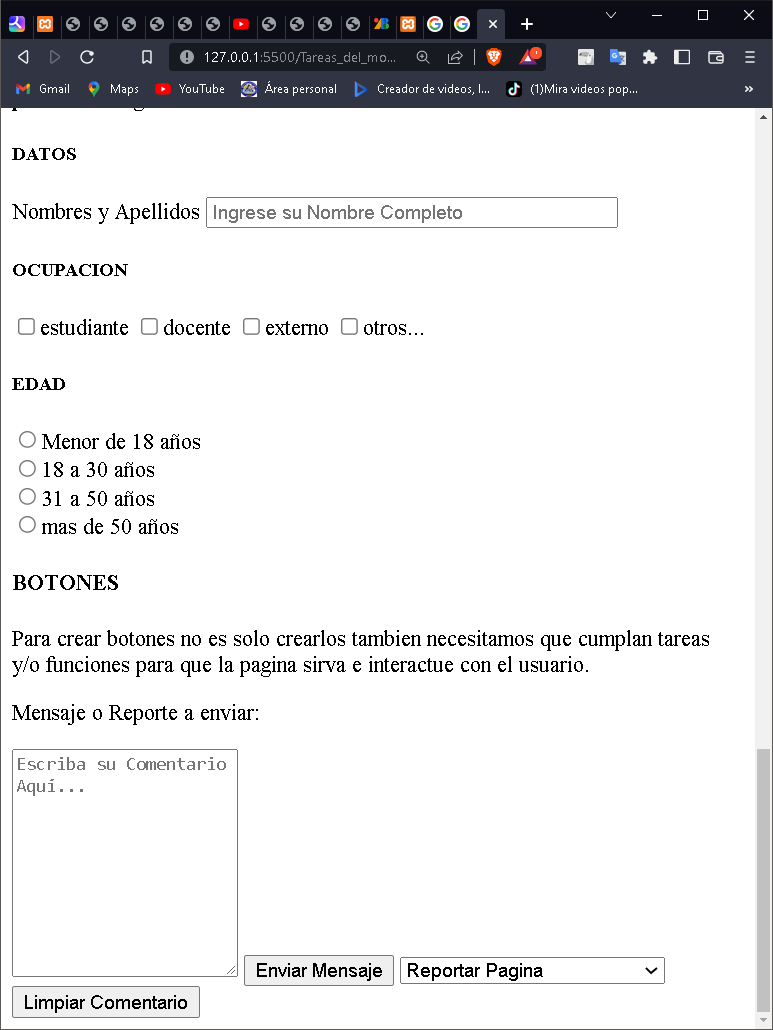 127.0.0.1:5500/Tareas_del_mo...
Gmail Maps YouTube Área personal Creador de videos, I... (1)Mira videos pop... »
DATOS
Nombres y Apellidos Ingrese su Nombre Completo
OCUPACION
estudiante docente externo otros...
EDAD
Menor de 18 años
18 a 30 años
31 a 50 años
mas de 50 años
BOTONES
Para crear botones no es solo crearlos tambien necesitamos que cumplan tareas
y/o funciones para que la pagina sirva e interactue con el usuario.
Mensaje o Reporte a enviar:
Escriba su Comentario
Aquí...
Enviar Mensaje Reportar Pagina
Limpiar Comentario